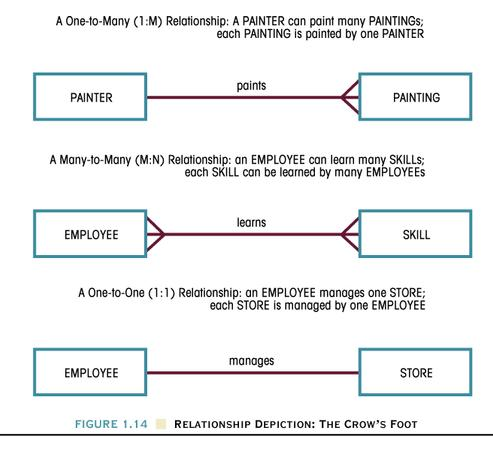 A One-to-Many (1:M) Relationship: A PAINTER can paint many PAINTINGs;
each PAINTING is painted by one PAINTER
PAINTER
paints
PAINTING
A Many-to-Many (M:N) Relationship: an EMPLOYEE can learn many SKILLs;
each SKILL can be learned by many EMPLOYEEs
EMPLOYEE
learns
SKILL
A One-to-One (1:1) Relationship: an EMPLOYEE manages one STORE;
each STORE is managed by one EMPLOYEE
EMPLOYEE
manages
STORE
FIGURE 1.14 RELATIONSHIP DEPICTION: THE CROW'S FOOT